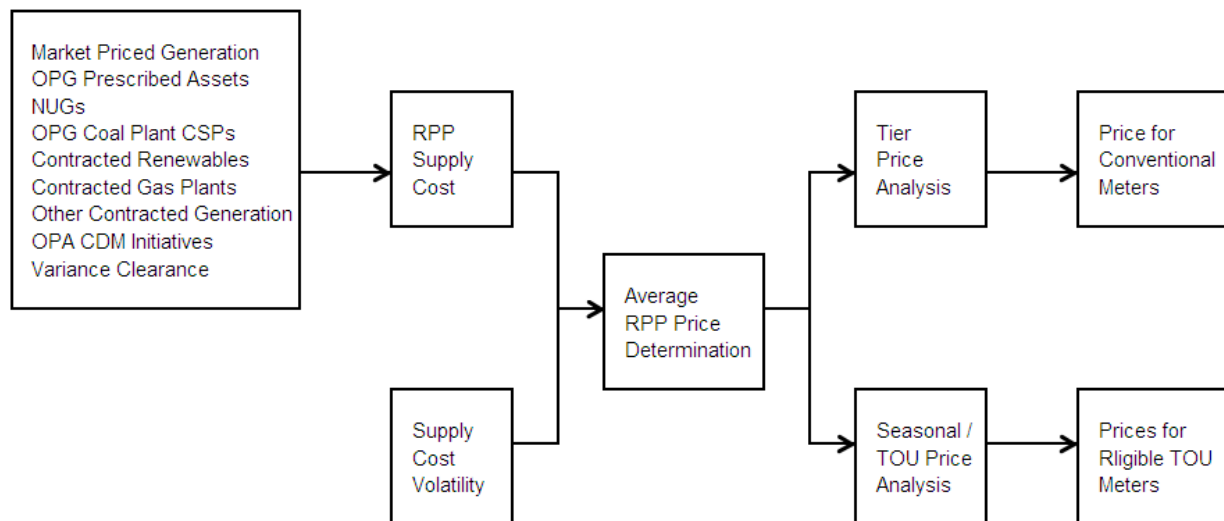 Market Priced Generation
OPG Prescribed Assets
NUGs
OPG Coal Plant CSPs
Contracted Renewables
Contracted Gas Plants
Other Contracted Generation
OPA CDM Initiatives
Variance Clearance
RPP
Supply
Cost
Supply
Cost
Volatility
Average
RPP Price
Determination
Tier
Price
Analysis
Price for
Conventional
Meters
Seasonal /
TOU Price
Analysis
Prices for
Rligible TOU
Meters